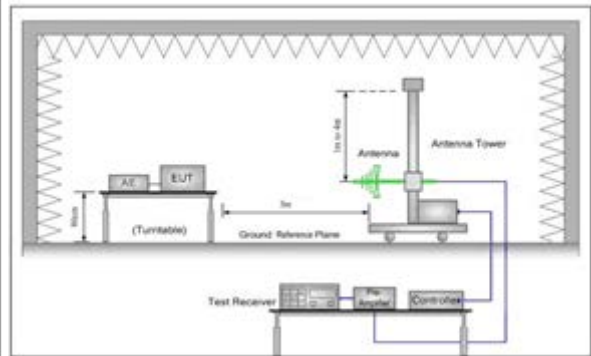 1m to 4m
Antenna Tower
Antenna
AE
EUT
3m
80cm
(Turntable)
Ground Reference Plane
Test Receiver
Pre-
Amplifier
Controller